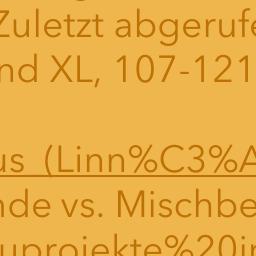 Zuletzt abgerufe
nd XL, 107-121
us (Linn%C3%A
nde vs. Mischbe
uprojekte%20i